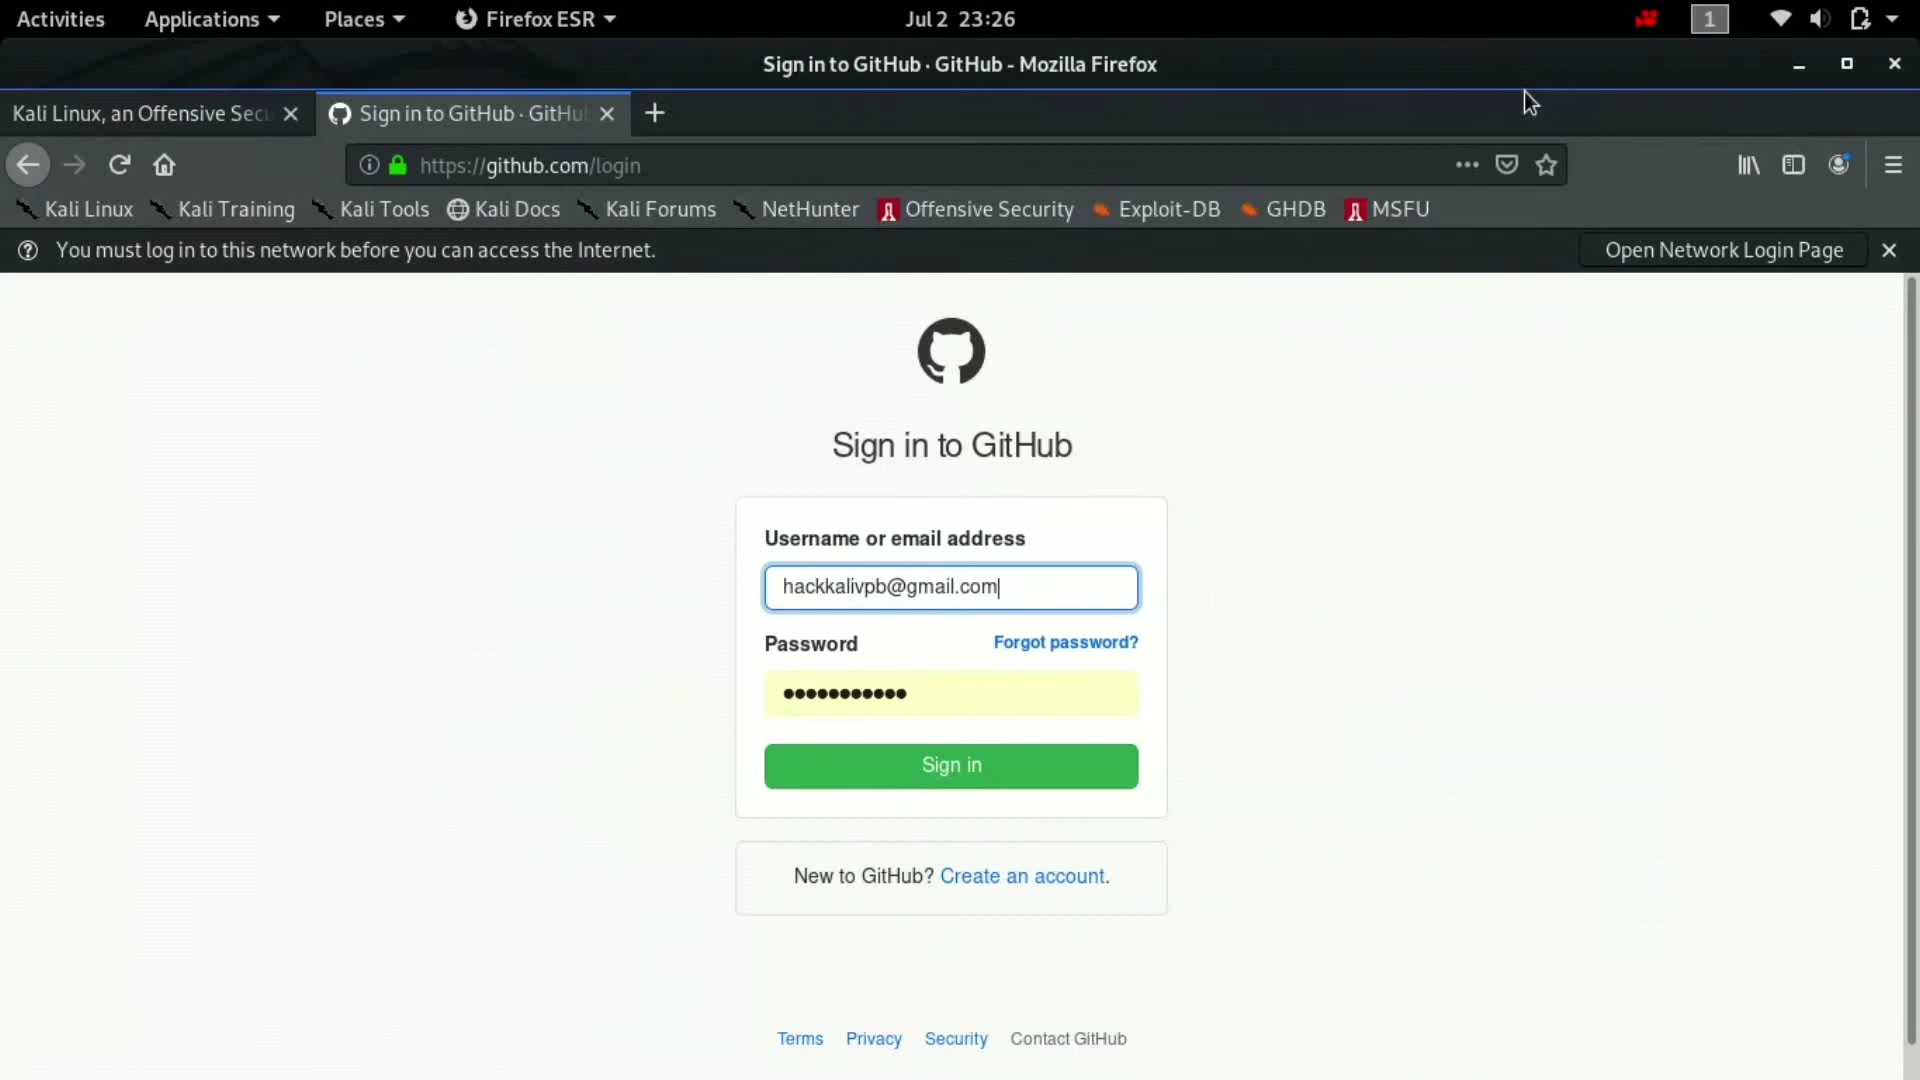 Activities Applications Places Firefox ESR Jul 2 23:26 1
Sign in to GitHub · GitHub - Mozilla Firefox
Kali Linux, an Offensive Secu Sign in to GitHub · GitHu
https://github.com/login
Kali Linux Kali Training Kali Tools Kali Docs Kali Forums NetHunter Offensive Security Exploit-DB GHDB MSFU
You must log in to this network before you can access the Internet. Open Network Login Page
Sign in to GitHub
Username or email address
hackkalivpb@gmail.com
Password Forgot password?
Sign in
New to GitHub? Create an account.
Terms Privacy Security Contact GitHub